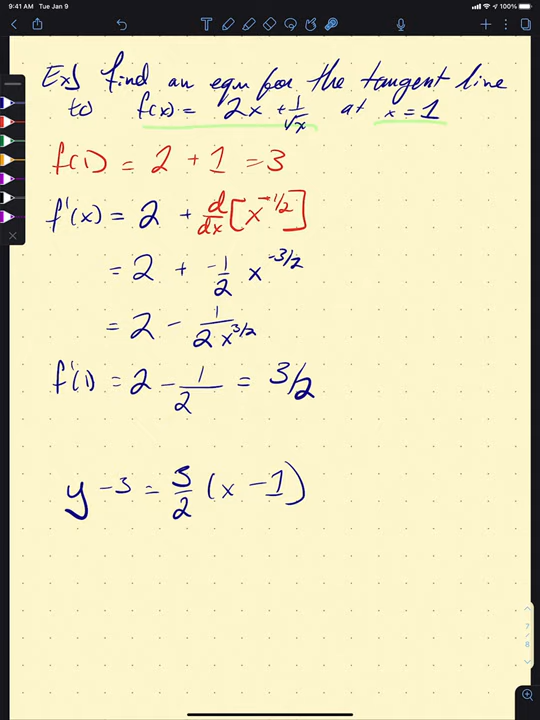 9:41 AM Tue Jan 9 100%
Ex) Find an eqn for the tangent line
to f(x) = 2x + 1/√x at x = 1
f(1) = 2 + 1 = 3
f'(x) = 2 + d/dx [x^-1/2]
= 2 + -1/2 x^-3/2
= 2 - 1/2x^3/2
f'(1) = 2 - 1/2 = 3/2
y - 3 = 3/2 (x - 1)
7/8